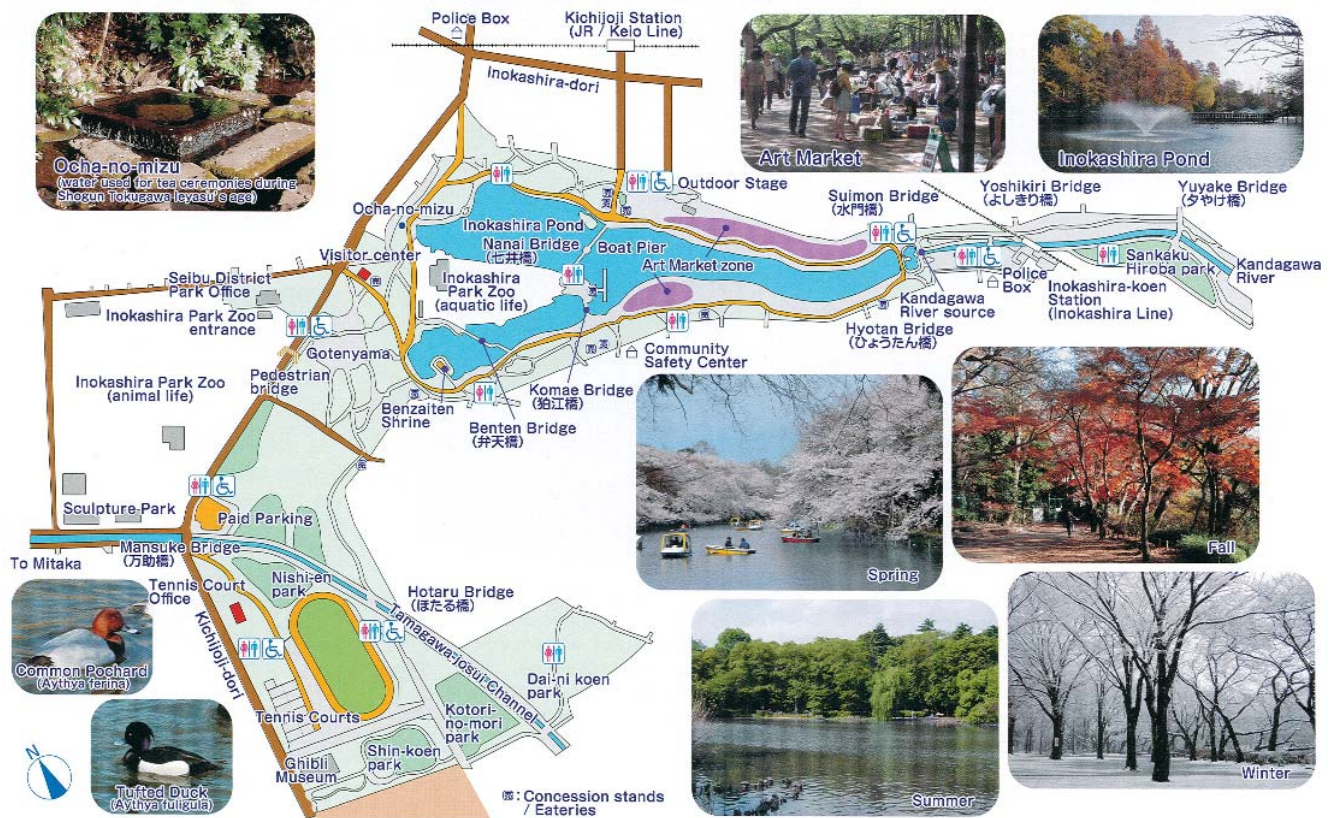 Police Box
Kichijoji Station
(JR / Keio Line)
Inokashira-dori
Ocha-no-mizu
(water used for tea ceremonies during
Shogun Tokugawa Ieyasu's age)
Art Market
Inokashira Pond
Outdoor Stage
Suimon Bridge
(水門橋)
Yoshikiri Bridge
(よしきり橋)
Yuyake Bridge
(夕やけ橋)
Ocha-no-mizu
Inokashira Pond
Nanai Bridge
(七井橋)
Boat Pier
Art Market zone
Visitor center
Seibu District
Park Office
Inokashira Park Zoo
entrance
Inokashira
Park Zoo
(aquatic life)
Police
Box
Sankaku
Hiroba park
Kandagawa
River
Kandagawa
River source
Inokashira-koen
Station
(Inokashira Line)
Hyotan Bridge
(ひょうたん橋)
Gotenyama
Pedestrian
bridge
Inokashira Park Zoo
(animal life)
Community
Safety Center
Komae Bridge
(狛江橋)
Benzaiten
Shrine
Benten Bridge
(弁天橋)
Sculpture Park
Paid Parking
To Mitaka
Mansuke Bridge
(万助橋)
Tennis Court
Office
Nishi-en
park
Hotaru Bridge
(ほたる橋)
Tamagawa-josui Channel
Kichijoji-dori
Dai-ni koen
park
Kotori-
no-mori
park
Tennis Courts
Shin-koen
park
Ghibli
Museum
Common Pochard
(Aythya ferina)
Tufted Duck
(Aythya fuligula)
N
: Concession stands
/ Eateries
Spring
Fall
Summer
Winter